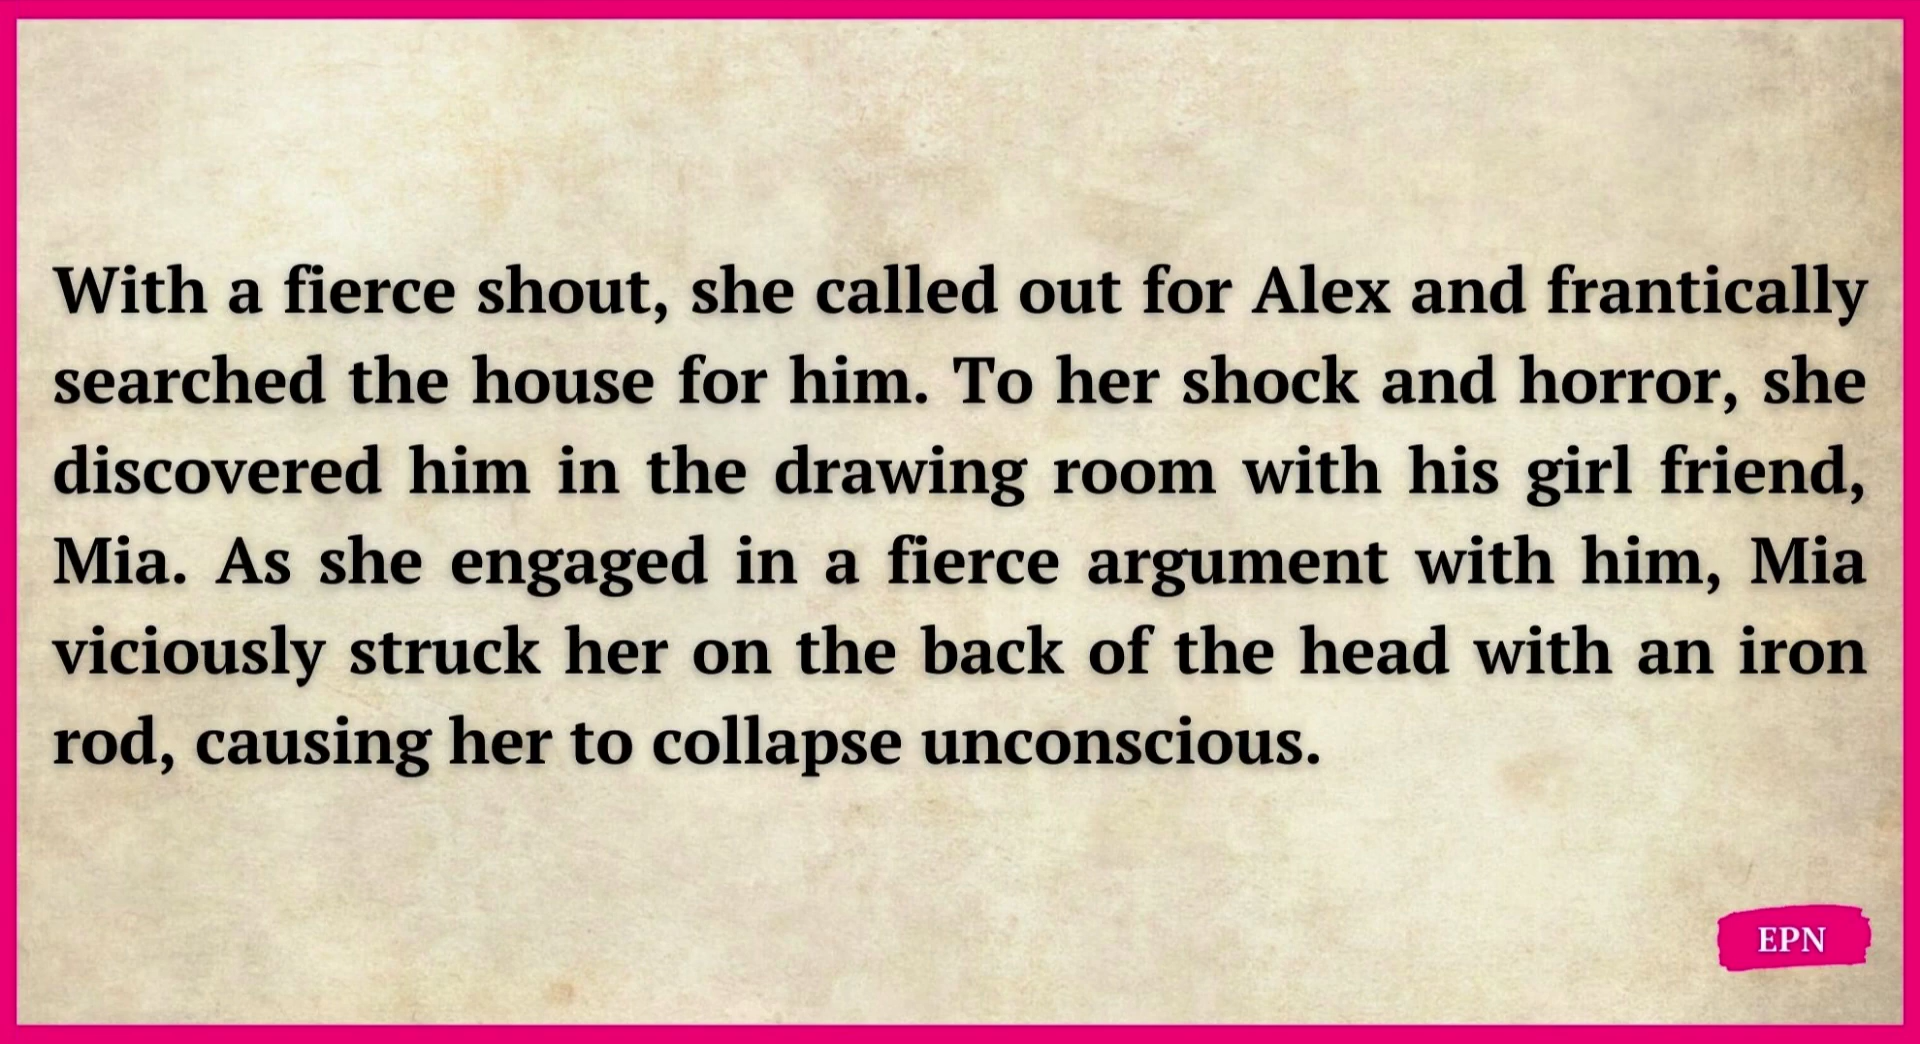 With a fierce shout, she called out for Alex and frantically
searched the house for him. To her shock and horror, she
discovered him in the drawing room with his girl friend,
Mia. As she engaged in a fierce argument with him, Mia
viciously struck her on the back of the head with an iron
rod, causing her to collapse unconscious.
EPN